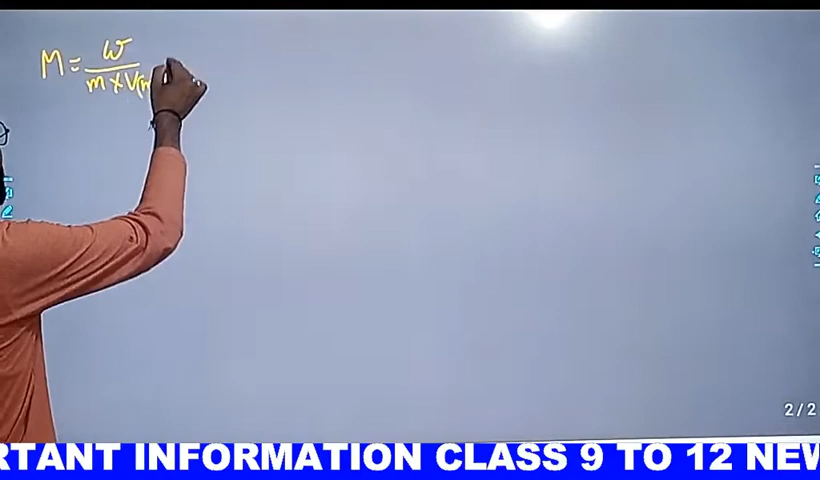 M = w / m × V(m
2/2
RTANT INFORMATION CLASS 9 TO 12 NEW